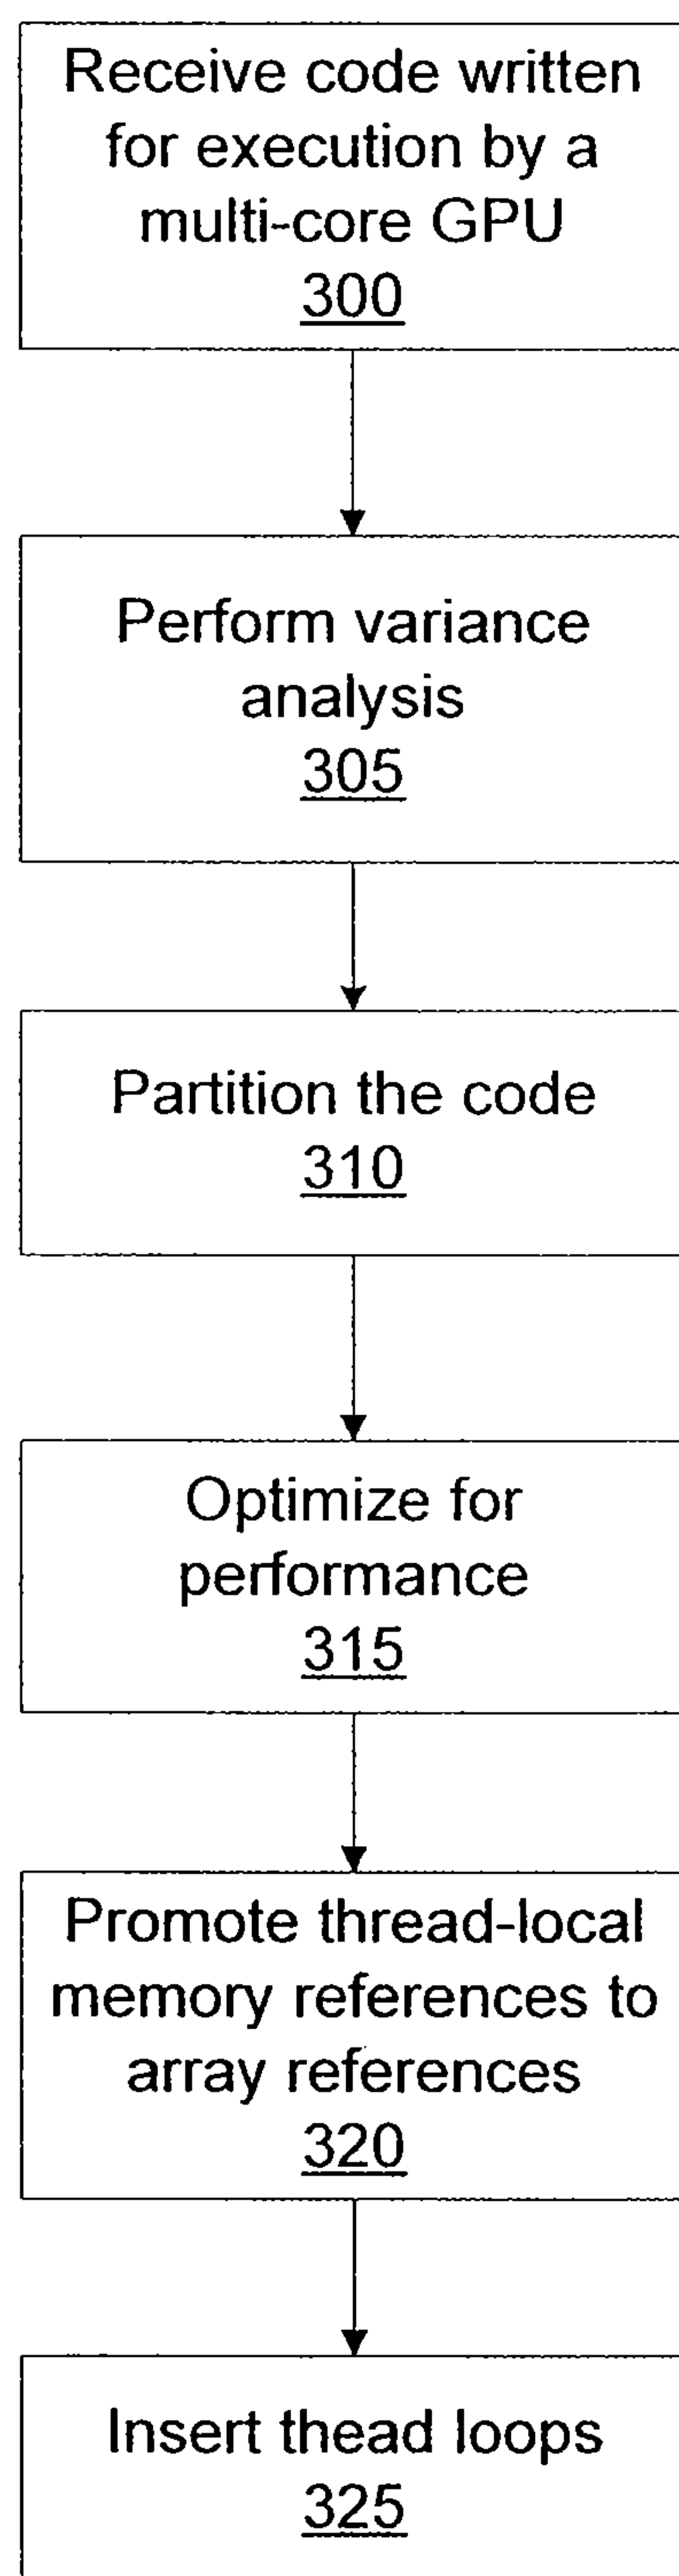 Receive code written
for execution by a
multi-core GPU
300
Perform variance
analysis
305
Partition the code
310
Optimize for
performance
315
Promote thread-local
memory references to
array references
320
Insert thead loops
325